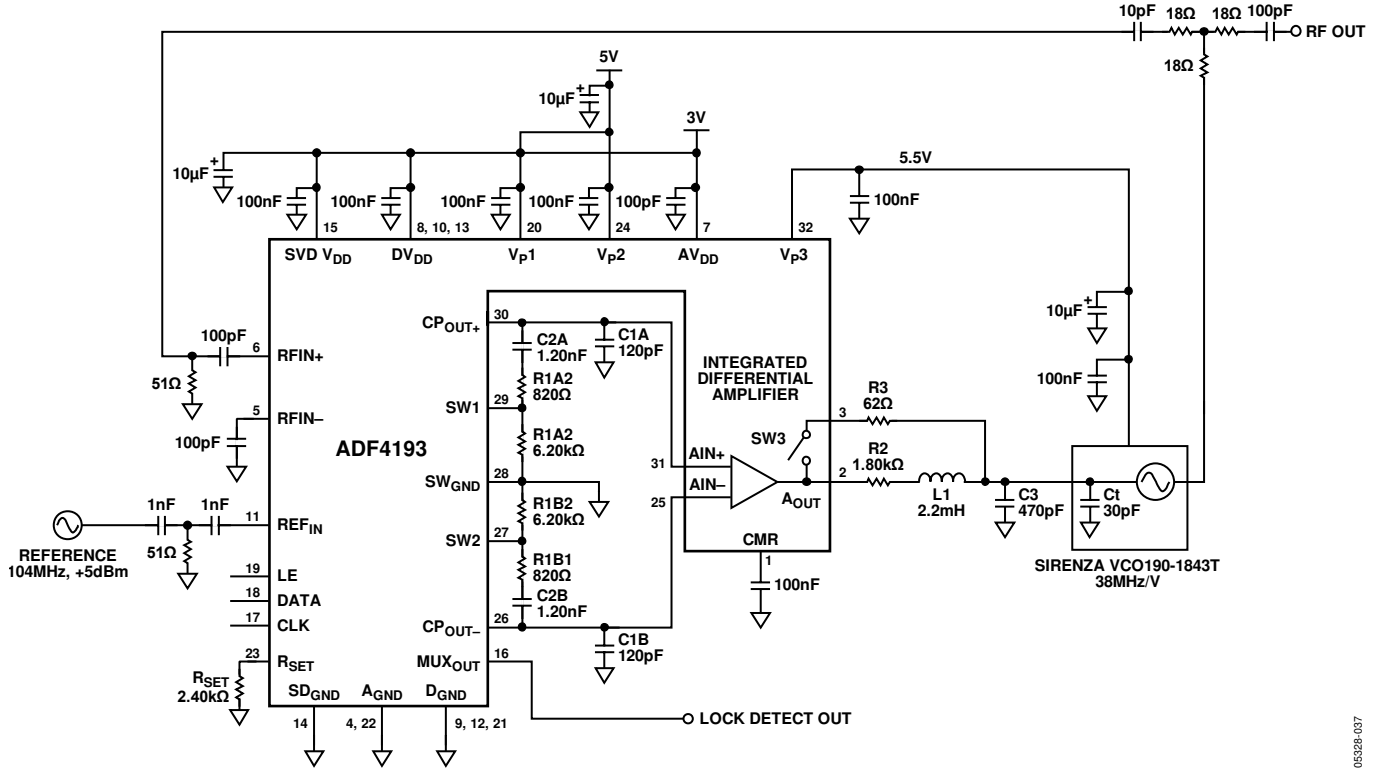 10pF
18Ω
18Ω
100pF
RF OUT
18Ω
5V
10µF
+
3V
10µF
+
5.5V
100nF
100nF
100nF
100nF
100pF
100nF
15
8, 10, 13
20
24
7
32
SVD VDD
DVDD
VP1
VP2
AVDD
VP3
10µF
+
100nF
100pF
6
RFIN+
51Ω
5
RFIN–
100pF
ADF4193
1nF
1nF
11
REFIN
51Ω
REFERENCE
104MHz, +5dBm
19
LE
18
DATA
17
CLK
23
RSET
RSET
2.40kΩ
SDGND
AGND
DGND
14
4, 22
9, 12, 21
CPOUT+
30
C2A
1.20nF
C1A
120pF
R1A2
820Ω
SW1
29
R1A2
6.20kΩ
SWGND
28
R1B2
6.20kΩ
SW2
27
R1B1
820Ω
C2B
1.20nF
CPOUT–
26
C1B
120pF
MUXOUT
16
LOCK DETECT OUT
INTEGRATED
DIFFERENTIAL
AMPLIFIER
SW3
31
AIN+
25
AIN–
AOUT
CMR
1
100nF
3
R3
62Ω
2
R2
1.80kΩ
L1
2.2mH
C3
470pF
Ct
30pF
SIRENZA VCO190-1843T
38MHz/V
05328-037